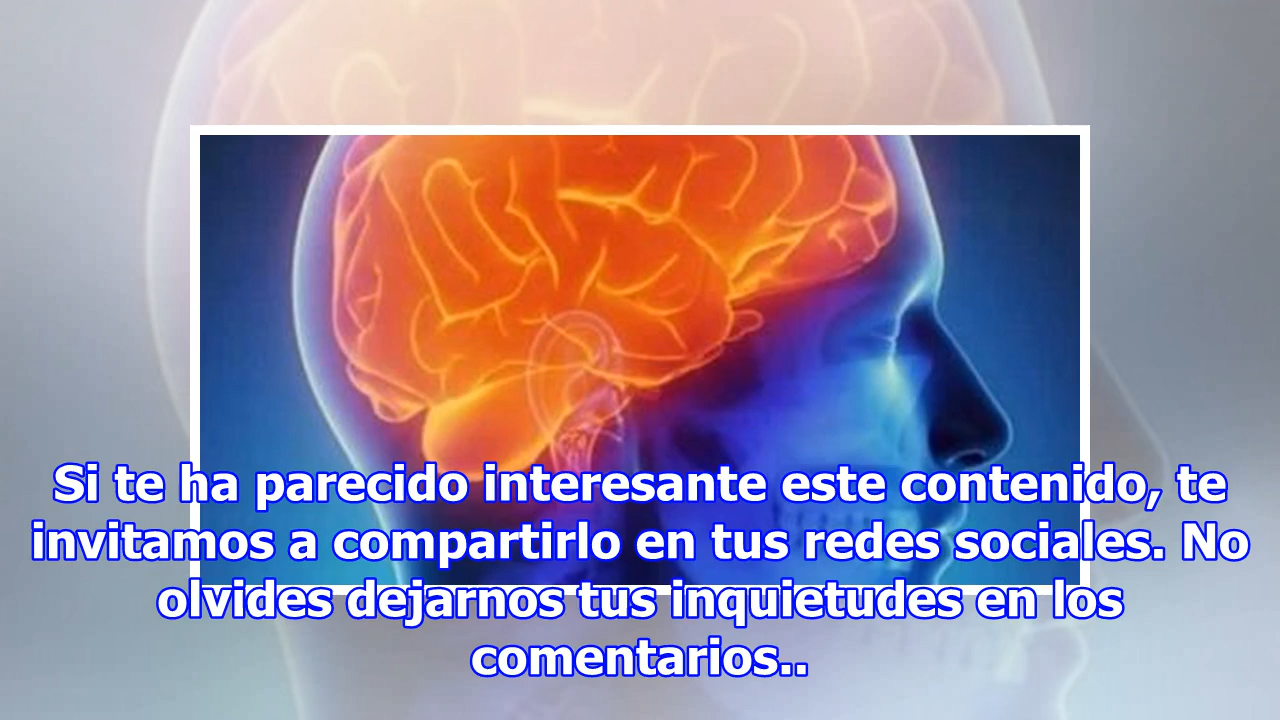 Si te ha parecido interesante este contenido, te
invitamos a compartirlo en tus redes sociales. No
olvides dejarnos tus inquietudes en los
comentarios..